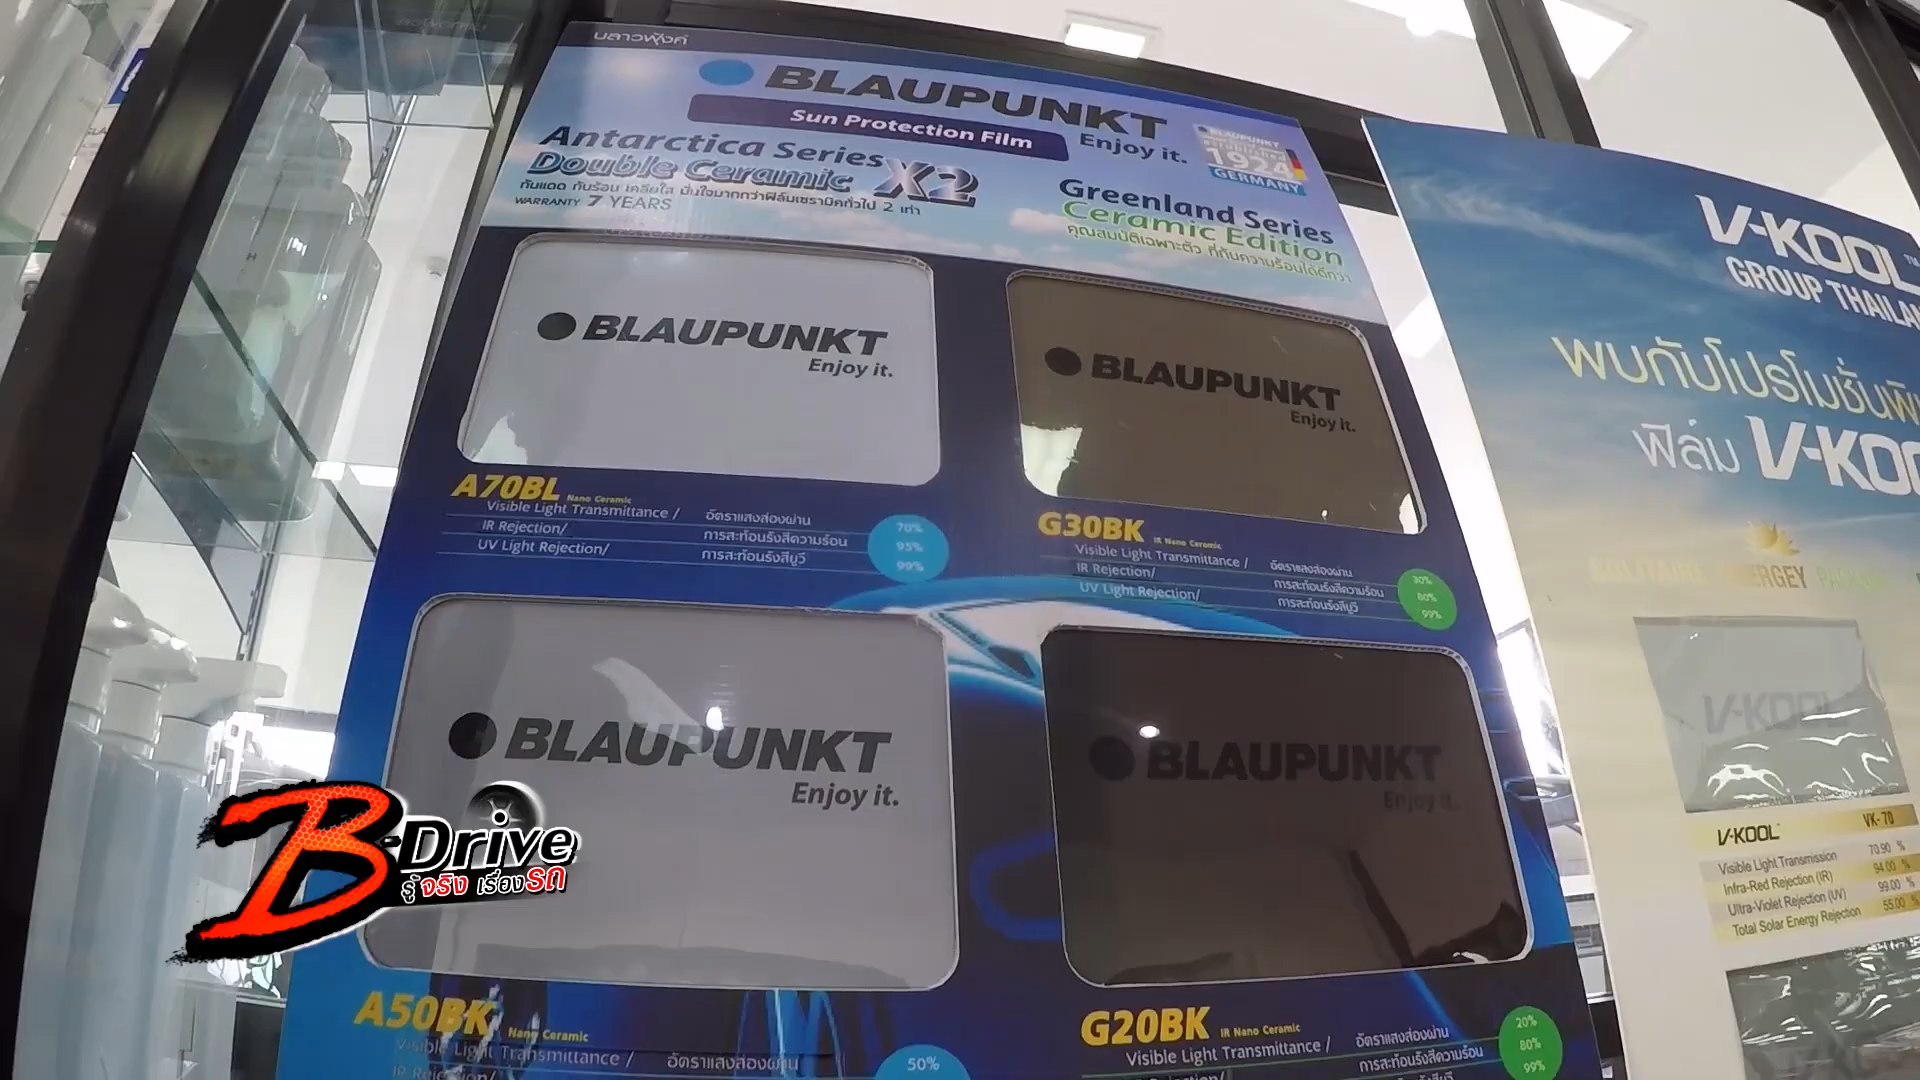 บลาวพุ้งค์
BLAUPUNKT
Enjoy it.
Sun Protection Film
BLAUPUNKT
established
1924
GERMANY
Antarctica Series
Double Ceramic X2
กันแดด กันร้อน เคลียใส มั่นใจมากกว่าฟิล์มเซรามิคทั่วไป 2 เท่า
WARRANTY 7 YEARS
Greenland Series
Ceramic Edition
คุณสมบัติเฉพาะตัว ที่กันความร้อนได้ดีกว่า
BLAUPUNKT
Enjoy it.
BLAUPUNKT
Enjoy it.
A70BL Nano Ceramic
Visible Light Transmittance / อัตราแสงส่องผ่าน 70%
IR Rejection/ การสะท้อนรังสีความร้อน 95%
UV Light Rejection/ การสะท้อนรังสียูวี 99%
G30BK IR Nano Ceramic
Visible Light Transmittance / อัตราแสงส่องผ่าน 30%
IR Rejection/ การสะท้อนรังสีความร้อน 80%
UV Light Rejection/ การสะท้อนรังสียูวี 99%
BLAUPUNKT
Enjoy it.
BLAUPUNKT
Enjoy it.
A50BK Nano Ceramic
Visible Light Transmittance / อัตราแสงส่องผ่าน 50%
IR Rejection/
G20BK IR Nano Ceramic
Visible Light Transmittance / อัตราแสงส่องผ่าน 20%
การสะท้อนรังสีความร้อน 80%
99%
V-KOOL TM
GROUP THAILA
พบกับโปรโมชั่นพิ
ฟิล์ม V-KOO
V-KOOL
V-KOOL VK-70
Visible Light Transmission 70.90 %
Infra-Red Rejection (IR) 94.00 %
Ultra-Violet Rejection (UV) 99.00 %
Total Solar Energy Rejection 55.00 %
B-Drive
รู้จริง เรื่องรถ